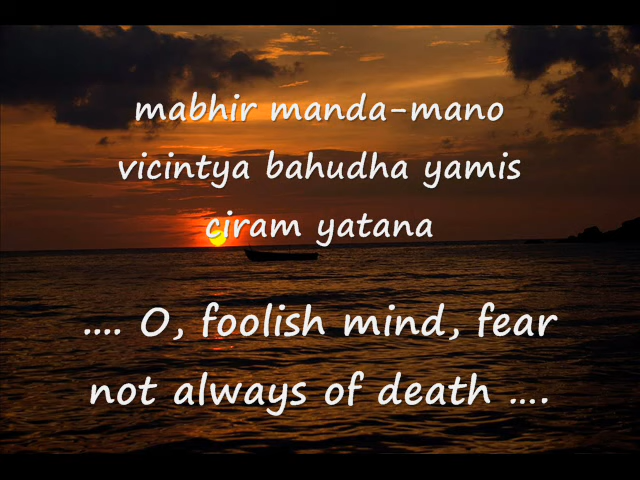 mabhir manda-mano
vicintya bahudha yamis
ciram yatana
.... O, foolish mind, fear
not always of death ....